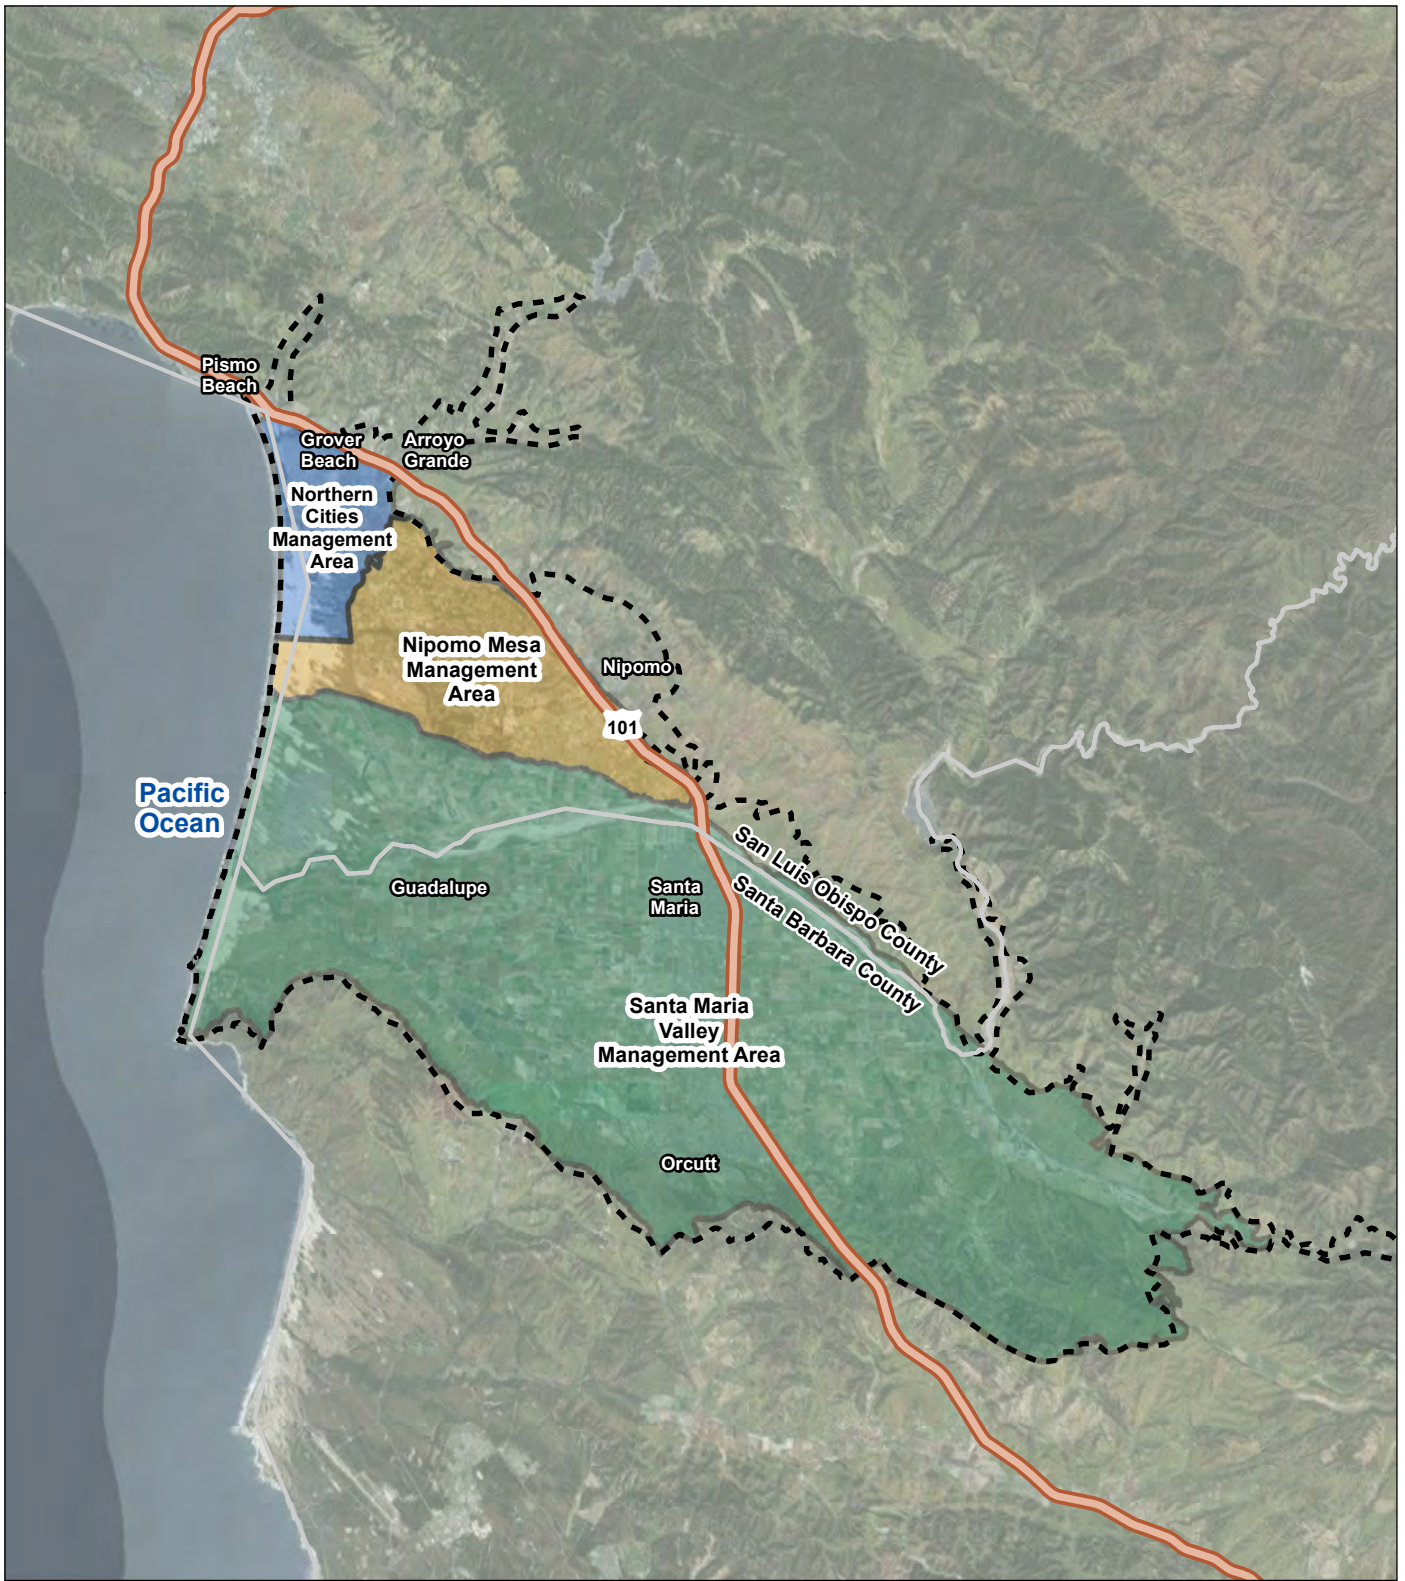 Pismo
Beach
Grover
Beach
Arroyo
Grande
Northern
Cities
Management
Area
Nipomo Mesa
Management
Area
Nipomo
101
Pacific
Ocean
San Luis Obispo County
Santa Barbara County
Guadalupe
Santa
Maria
Santa Maria
Valley
Management Area
Orcutt